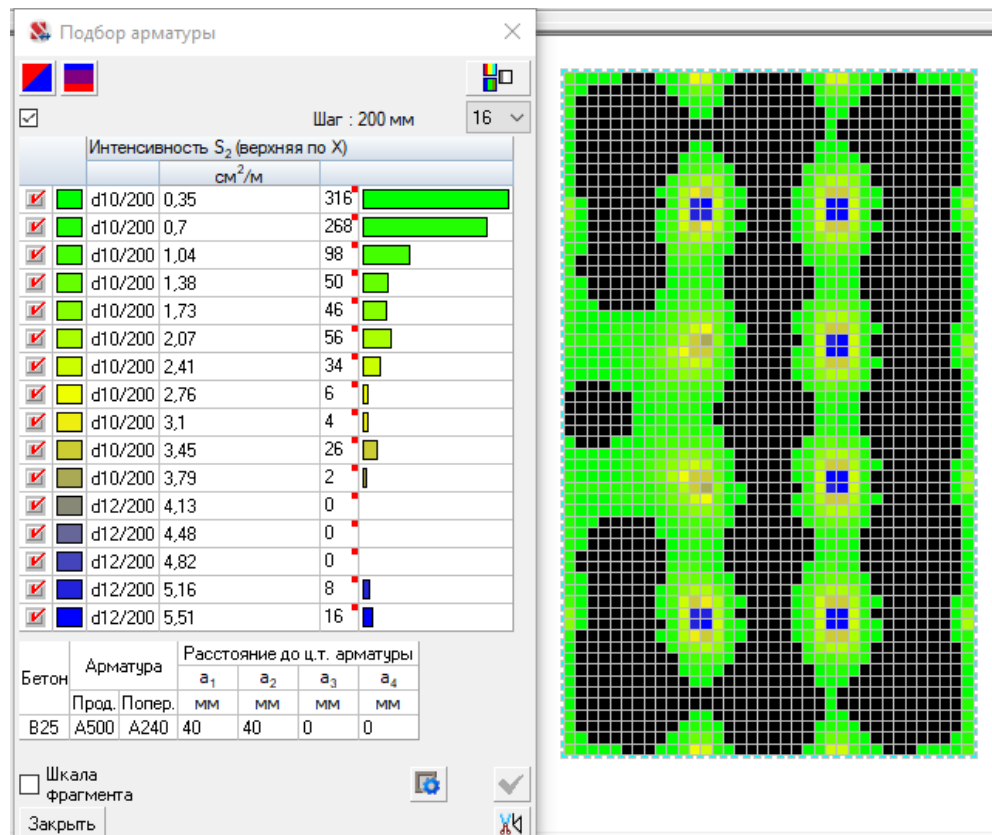 Подбор арматуры
Шаг : 200 мм 16
Интенсивность S₂ (верхняя по X)
см²/м
d10/200 0,35 316
d10/200 0,7 268
d10/200 1,04 98
d10/200 1,38 50
d10/200 1,73 46
d10/200 2,07 56
d10/200 2,41 34
d10/200 2,76 6
d10/200 3,1 4
d10/200 3,45 26
d10/200 3,79 2
d12/200 4,13 0
d12/200 4,48 0
d12/200 4,82 0
d12/200 5,16 8
d12/200 5,51 16
Бетон Арматура Расстояние до ц.т. арматуры
a₁ a₂ a₃ a₄
Прод. Попер. мм мм мм мм
B25 A500 A240 40 40 0 0
Шкала
фрагмента
Закрыть